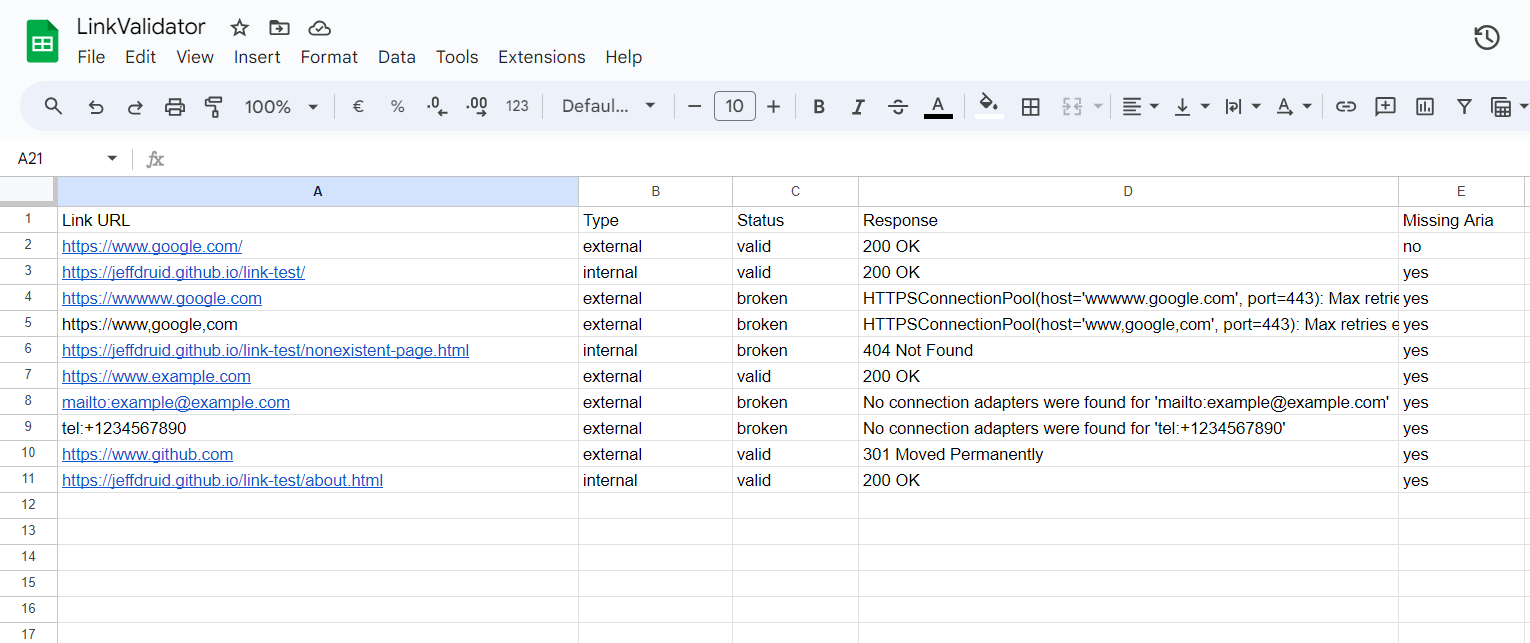 LinkValidator
File Edit View Insert Format Data Tools Extensions Help
100% € % .0 .00 123 Defaul... 10 B I S A
A21 fx
A B C D E
1 Link URL Type Status Response Missing Aria
2 https://www.google.com/ external valid 200 OK no
3 https://jeffdruid.github.io/link-test/ internal valid 200 OK yes
4 https://wwwww.google.com external broken HTTPSConnectionPool(host='wwwww.google.com', port=443): Max retrie yes
5 https://www,google,com external broken HTTPSConnectionPool(host='www,google,com', port=443): Max retries e yes
6 https://jeffdruid.github.io/link-test/nonexistent-page.html internal broken 404 Not Found yes
7 https://www.example.com external valid 200 OK yes
8 mailto:example@example.com external broken No connection adapters were found for 'mailto:example@example.com' yes
9 tel:+1234567890 external broken No connection adapters were found for 'tel:+1234567890' yes
10 https://www.github.com external valid 301 Moved Permanently yes
11 https://jeffdruid.github.io/link-test/about.html internal valid 200 OK yes
12
13
14
15
16
17